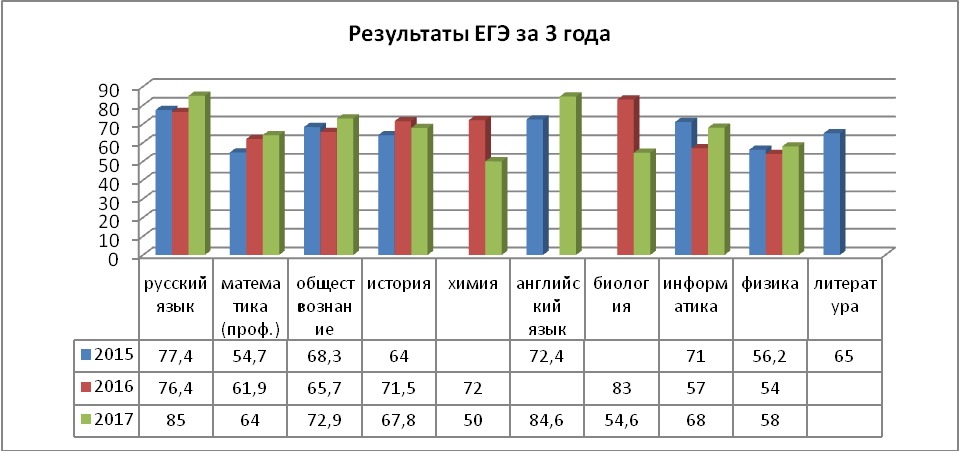 Результаты ЕГЭ за 3 года
90
80
70
60
50
40
30
20
10
0
русский язык
матема тика (проф.)
общест вознан ие
история
химия
английс кий язык
биолог ия
информ атика
физика
литерат ура
2015 77,4 54,7 68,3 64 72,4 71 56,2 65
2016 76,4 61,9 65,7 71,5 72 83 57 54
2017 85 64 72,9 67,8 50 84,6 54,6 68 58